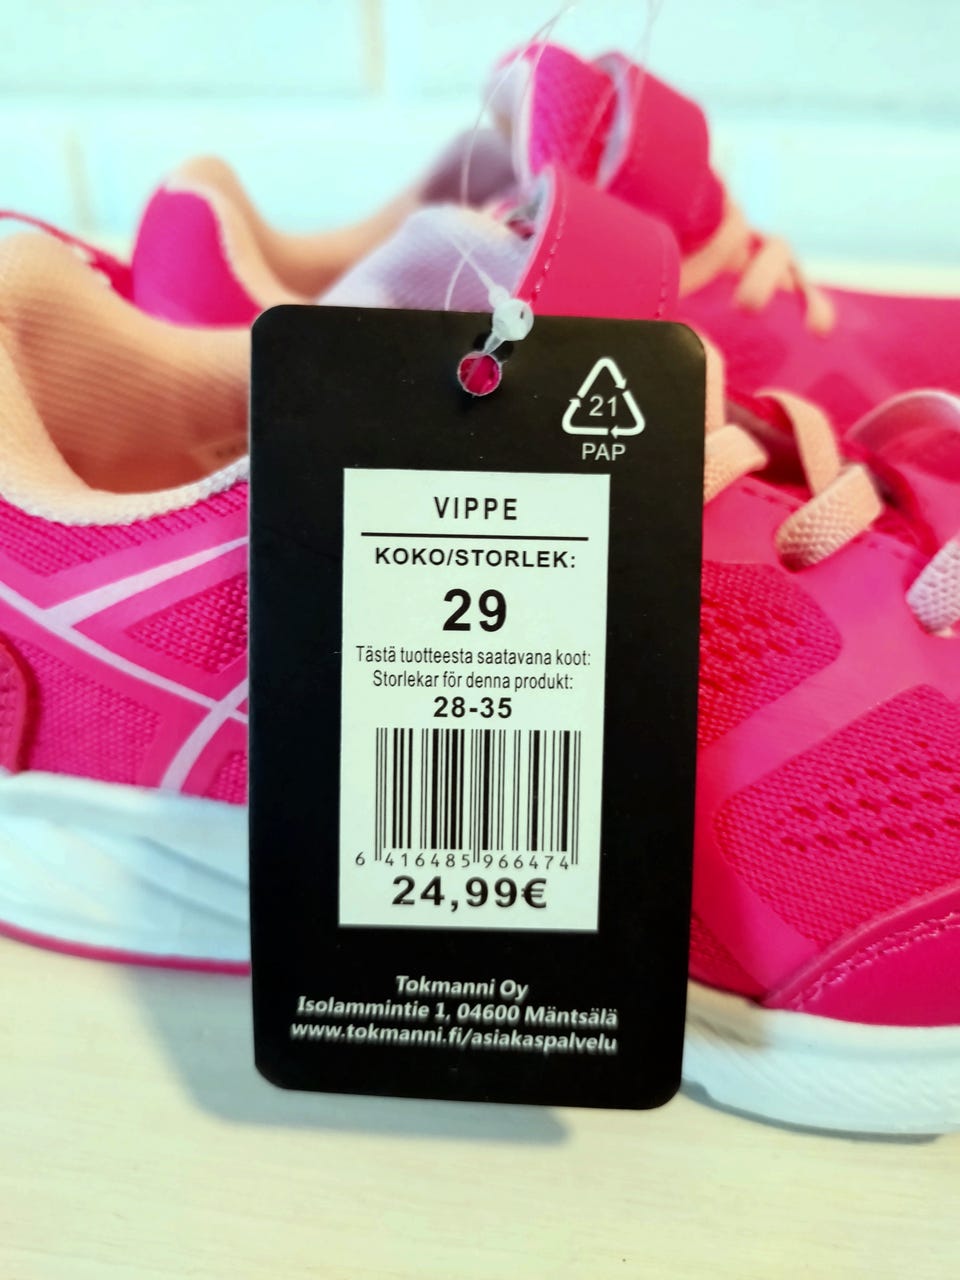 21
PAP
VIPPE
KOKO/STORLEK:
29
Tästä tuotteesta saatavana koot:
Storlekar för denna produkt:
28-35
6 416485 966474
24,99€
Tokmanni Oy
Isolammintie 1, 04600 Mäntsälä
www.tokmanni.fi/asiakaspalvelu